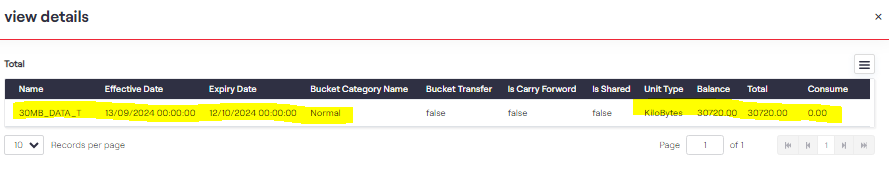 view details
×
Total
Name Effective Date Expiry Date Bucket Category Name Bucket Transfer Is Carry Forword Is Shared Unit Type Balance Total Consume
30MB_DATA_T 13/09/2024 00:00:00 12/10/2024 00:00:00 Normal false false false KiloBytes 30720.00 30720.00 0.00
10 Records per page Page 1 of 1 1